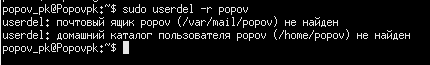 popov_pk@Popovpk:~$ sudo userdel -r popov
userdel: почтовый ящик popov (/var/mail/popov) не найден
userdel: домашний каталог пользователя popov (/home/popov) не найден
popov_pk@Popovpk:~$